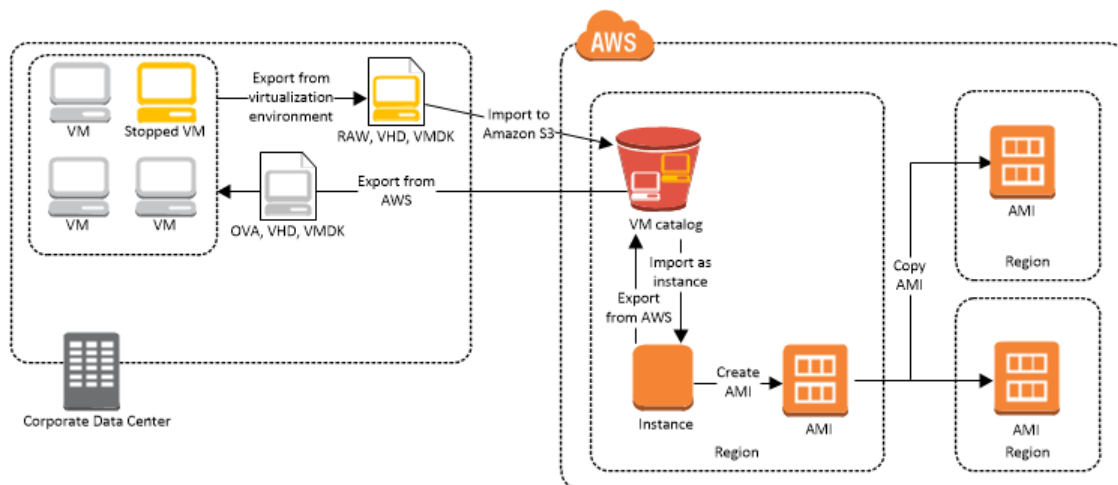 AWS
VM
Stopped VM
VM
VM
Export from
virtualization
environment
RAW, VHD, VMDK
Import to
Amazon S3
Export from
AWS
OVA, VHD, VMDK
Corporate Data Center
VM catalog
Import as
instance
Export
from AWS
Instance
Create
AMI
AMI
Region
Copy
AMI
AMI
Region
AMI
Region